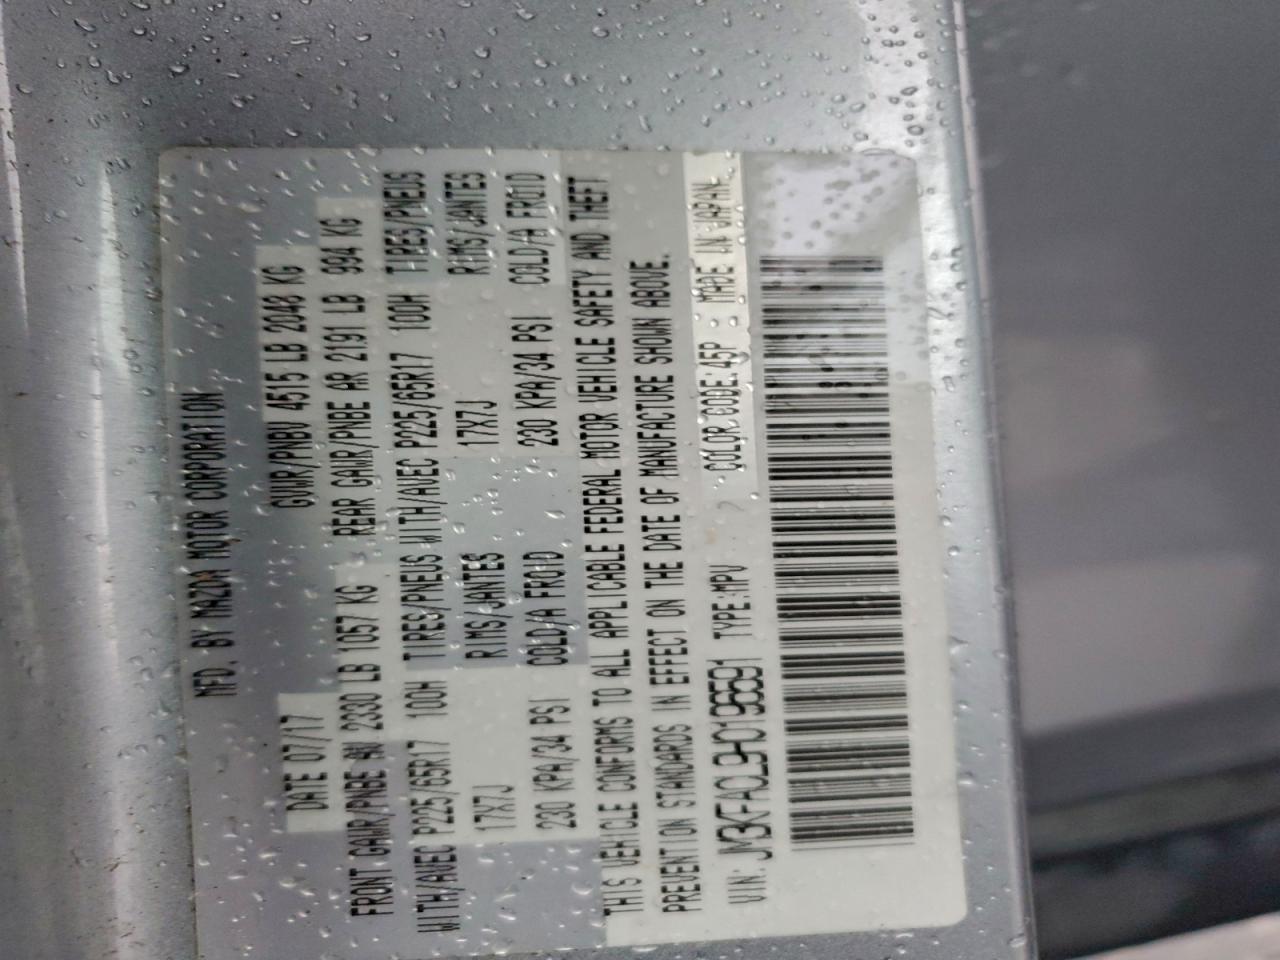 MFD. BY MAZDA MOTOR CORPORATION
DATE 07/17 GVWR/PNBV 4515 LB 2048 KG
FRONT GAWR/PNBE AV 2330 LB 1057 KG REAR GAWR/PNBE AR 2191 LB 994 KG
TIRES/PNEUS TIRES/PNEUS
WITH/AVEC P225/65R17 100H WITH/AVEC P225/65R17 100H
17X7J RIMS/JANTES 17X7J RIMS/JANTES
230 KPA/34 PSI COLD/A FROID 230 KPA/34 PSI COLD/A FROID
THIS VEHICLE CONFORMS TO ALL APPLICABLE FEDERAL MOTOR VEHICLE SAFETY AND THEFT
PREVENTION STANDARDS IN EFFECT ON THE DATE OF MANUFACTURE SHOWN ABOVE.
VIN: TYPE:MPV COLOR CODE:45P MADE IN JAPAN